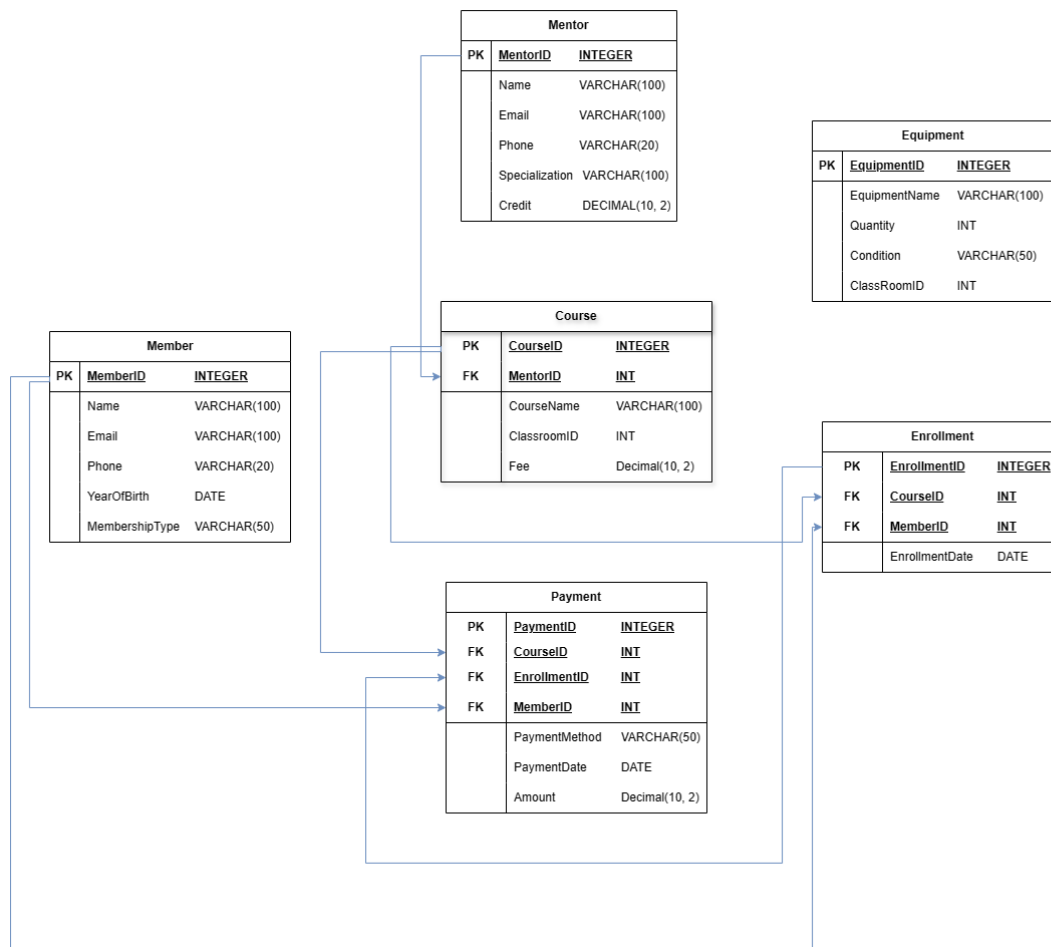 Mentor
PK MentorID INTEGER
Name VARCHAR(100)
Email VARCHAR(100)
Phone VARCHAR(20)
Specialization VARCHAR(100)
Credit DECIMAL(10, 2)
Equipment
PK EquipmentID INTEGER
EquipmentName VARCHAR(100)
Quantity INT
Condition VARCHAR(50)
ClassRoomID INT
Course
PK CourseID INTEGER
FK MentorID INT
CourseName VARCHAR(100)
ClassroomID INT
Fee Decimal(10, 2)
Member
PK MemberID INTEGER
Name VARCHAR(100)
Email VARCHAR(100)
Phone VARCHAR(20)
YearOfBirth DATE
MembershipType VARCHAR(50)
Enrollment
PK EnrollmentID INTEGER
FK CourseID INT
FK MemberID INT
EnrollmentDate DATE
Payment
PK PaymentID INTEGER
FK CourseID INT
FK EnrollmentID INT
FK MemberID INT
PaymentMethod VARCHAR(50)
PaymentDate DATE
Amount Decimal(10, 2)